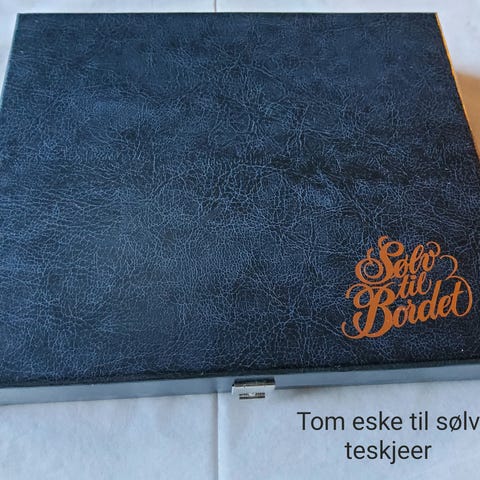 Sølv
til
Bordet
Tom eske til sølv
teskjeer